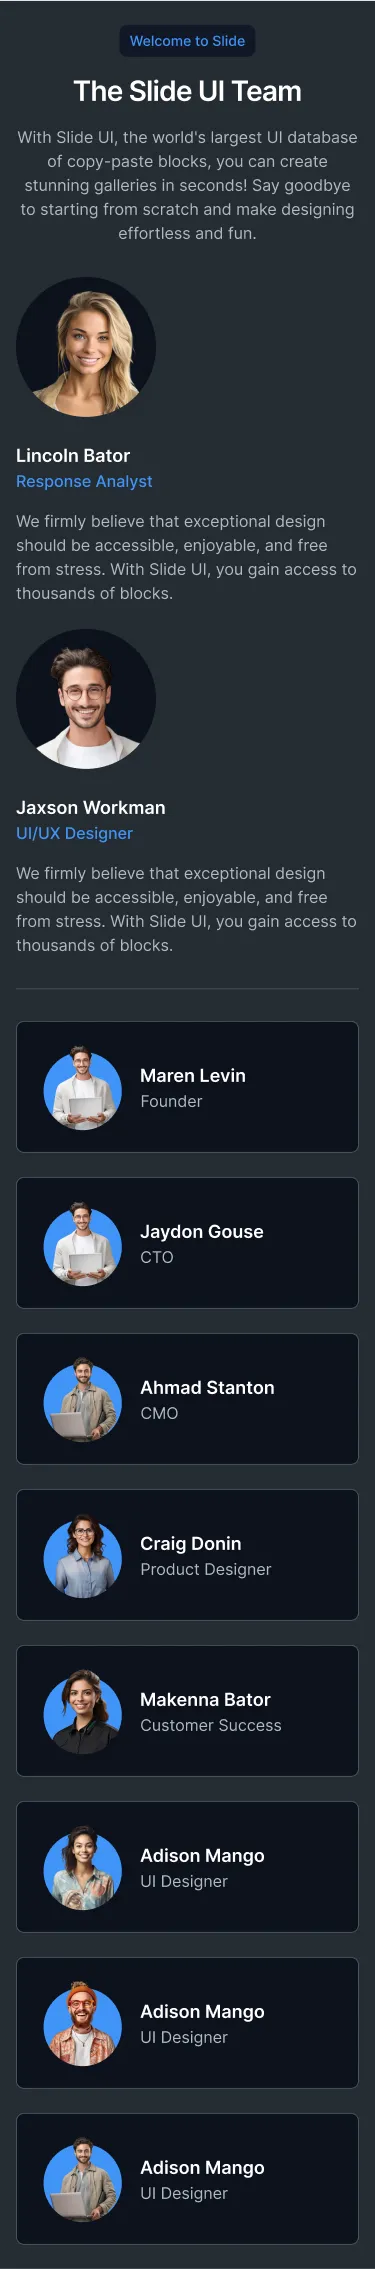 Welcome to Slide
The Slide UI Team
With Slide UI, the world's largest UI database
of copy-paste blocks, you can create
stunning galleries in seconds! Say goodbye
to starting from scratch and make designing
effortless and fun.
Lincoln Bator
Response Analyst
We firmly believe that exceptional design
should be accessible, enjoyable, and free
from stress. With Slide UI, you gain access to
thousands of blocks.
Jaxson Workman
UI/UX Designer
We firmly believe that exceptional design
should be accessible, enjoyable, and free
from stress. With Slide UI, you gain access to
thousands of blocks.
Maren Levin
Founder
Jaydon Gouse
CTO
Ahmad Stanton
CMO
Craig Donin
Product Designer
Makenna Bator
Customer Success
Adison Mango
UI Designer
Adison Mango
UI Designer
Adison Mango
UI Designer